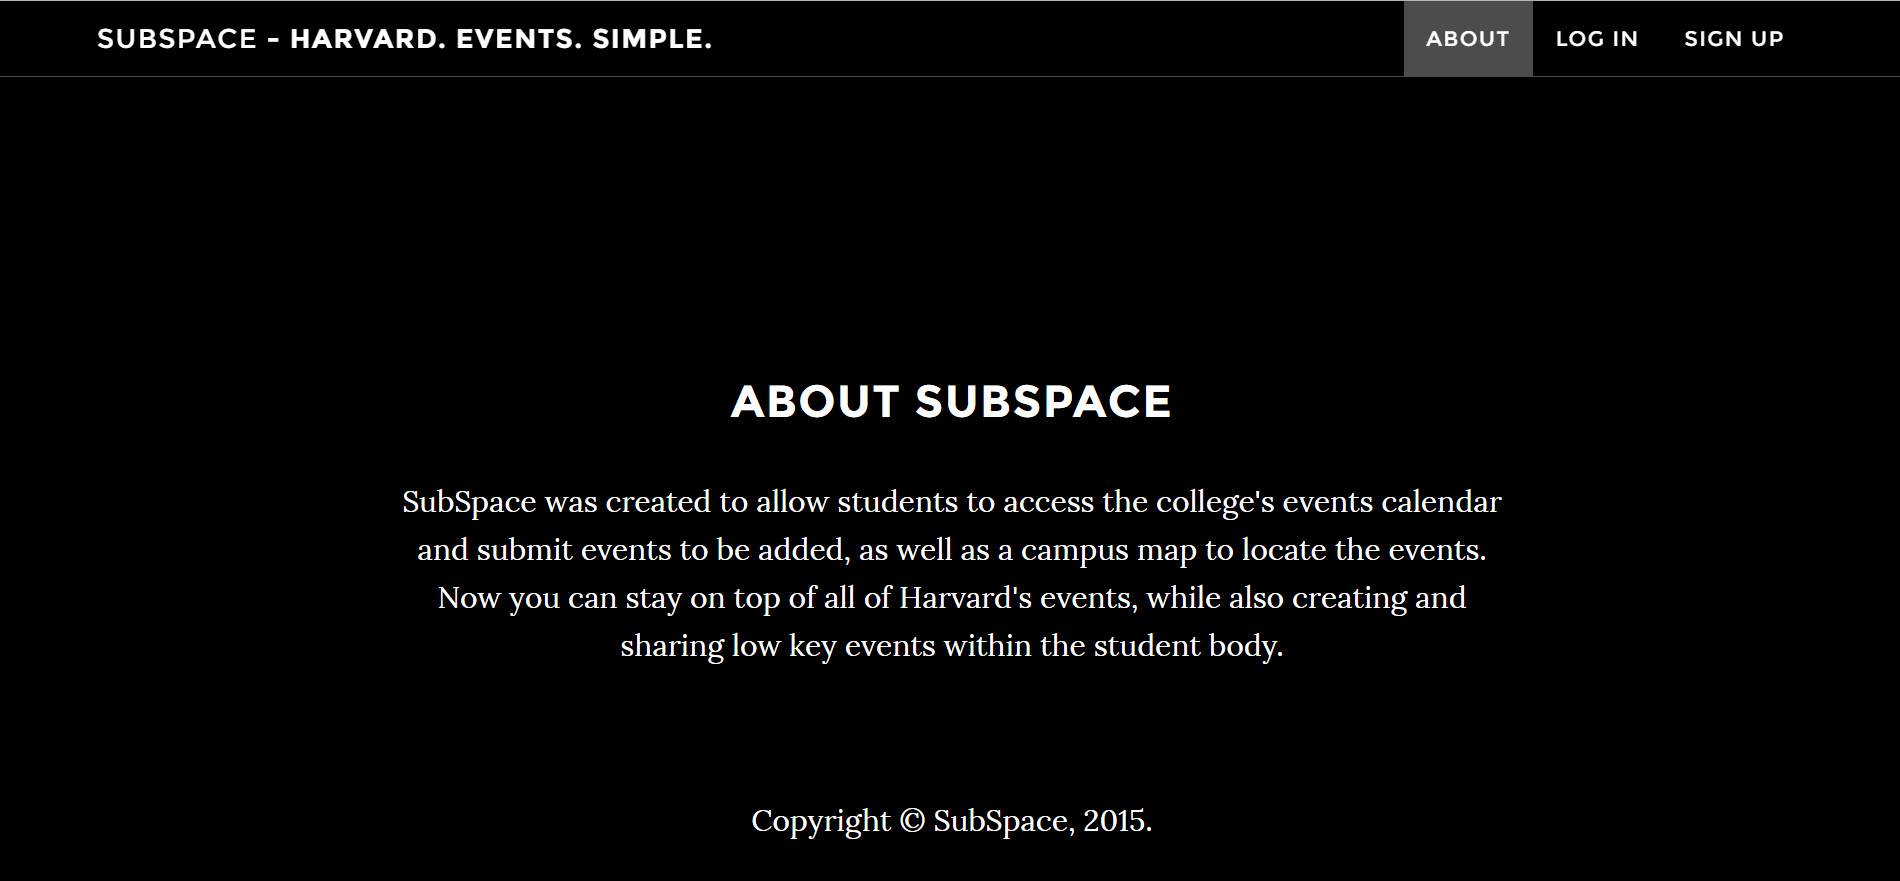 SUBSPACE - HARVARD. EVENTS. SIMPLE.
ABOUT
LOG IN
SIGN UP
ABOUT SUBSPACE
SubSpace was created to allow students to access the college's events calendar
and submit events to be added, as well as a campus map to locate the events.
Now you can stay on top of all of Harvard's events, while also creating and
sharing low key events within the student body.
Copyright © SubSpace, 2015.